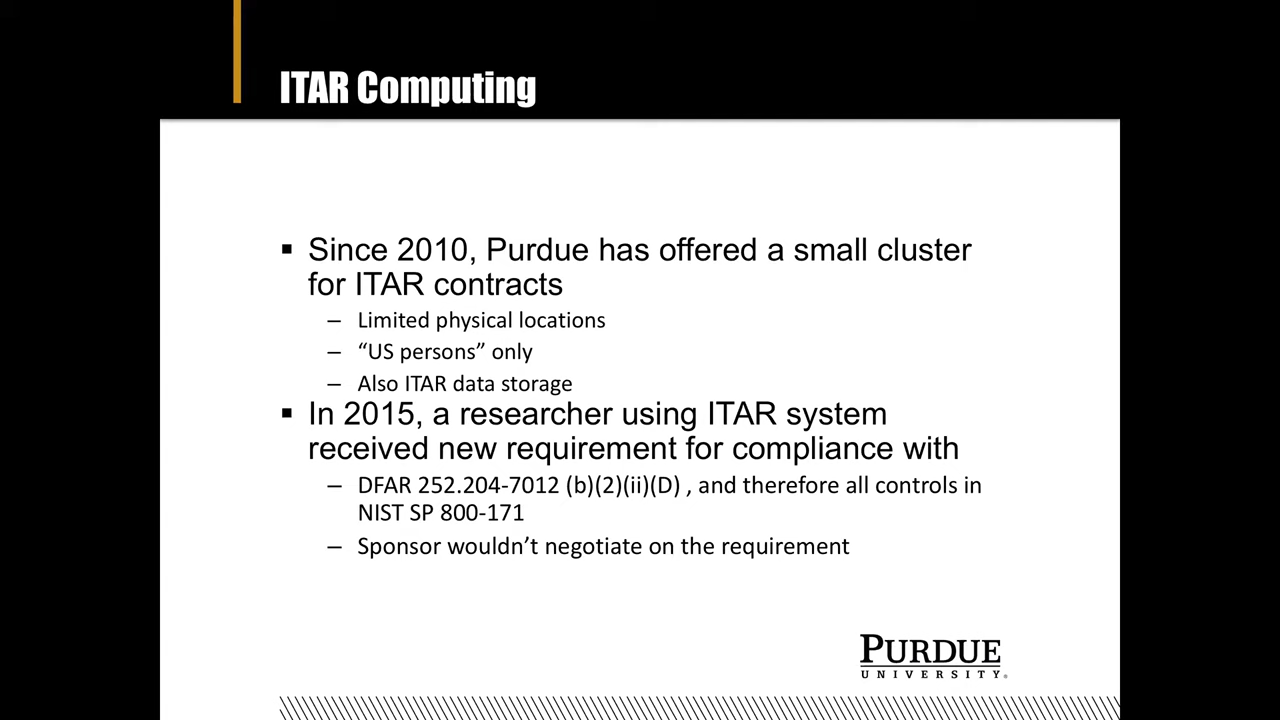 ITAR Computing
▪ Since 2010, Purdue has offered a small cluster
for ITAR contracts
– Limited physical locations
– “US persons” only
– Also ITAR data storage
▪ In 2015, a researcher using ITAR system
received new requirement for compliance with
– DFAR 252.204-7012 (b)(2)(ii)(D) , and therefore all controls in
NIST SP 800-171
– Sponsor wouldn’t negotiate on the requirement
PURDUE
UNIVERSITY®